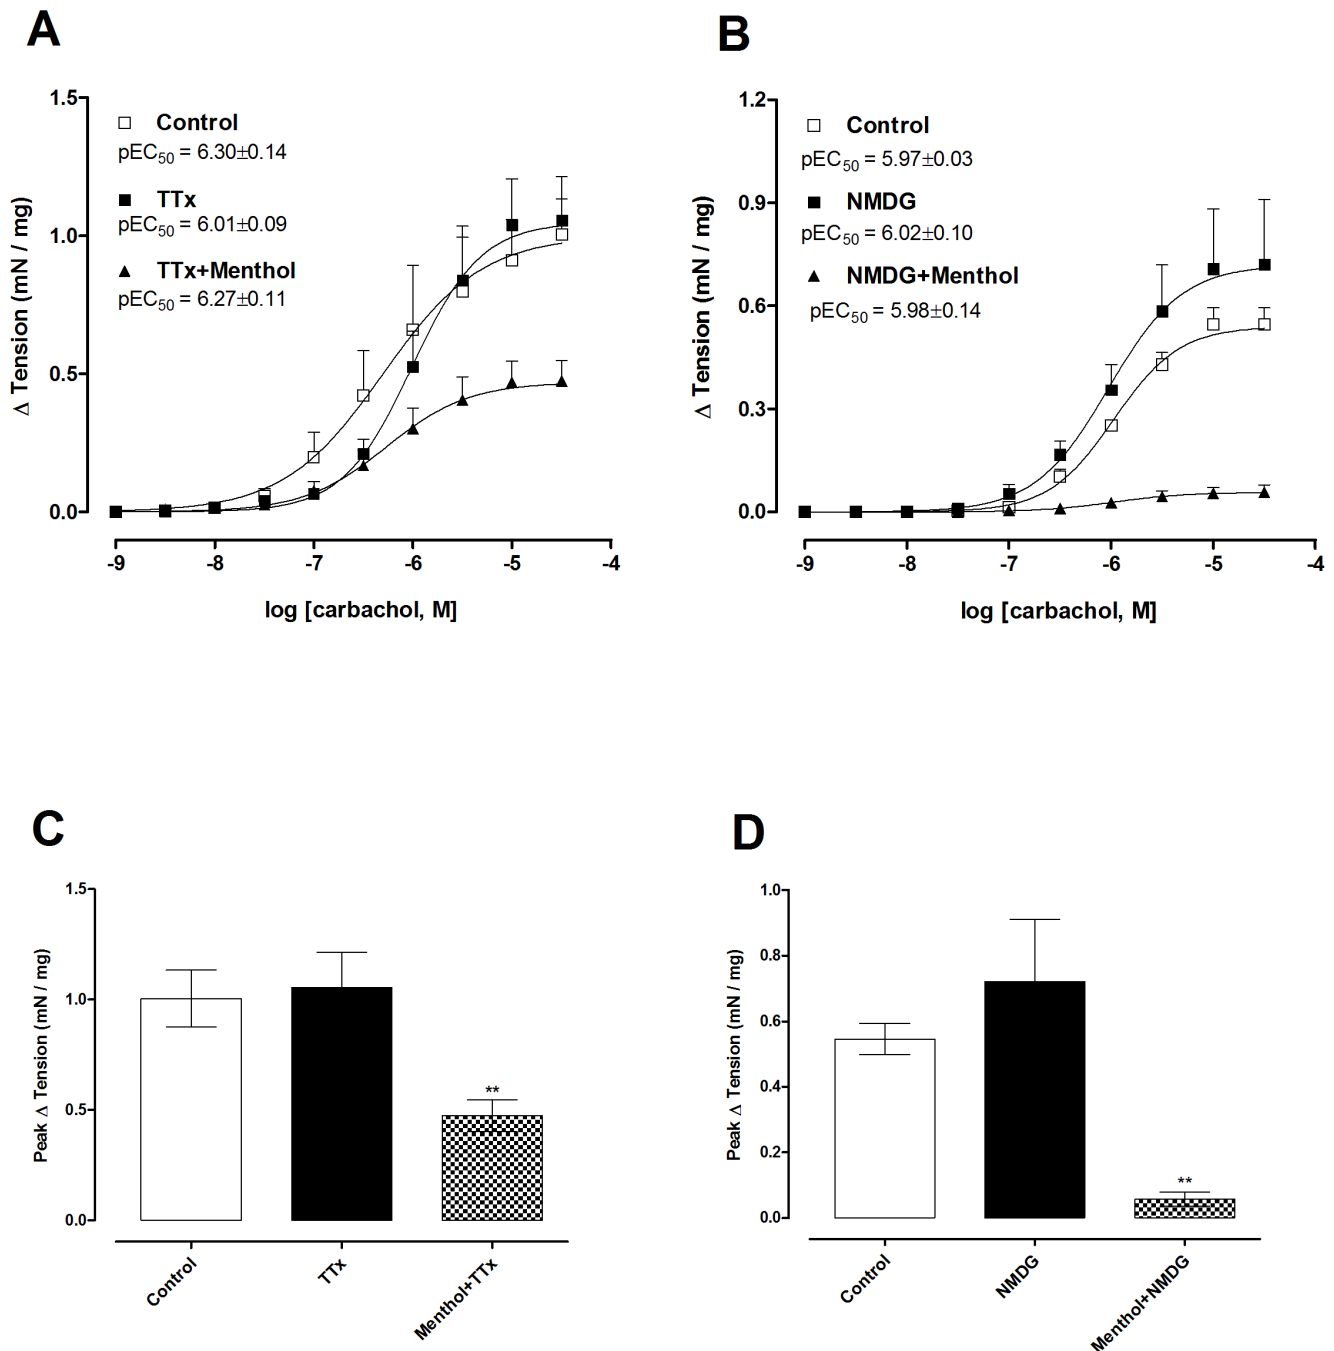 A
1.5
1.0
0.5
0.0
Δ Tension (mN / mg)
Control
pEC50 = 6.30±0.14
TTx
pEC50 = 6.01±0.09
TTx+Menthol
pEC50 = 6.27±0.11
-9 -8 -7 -6 -5 -4
log [carbachol, M]
B
1.2
0.9
0.6
0.3
0.0
Δ Tension (mN / mg)
Control
pEC50 = 5.97±0.03
NMDG
pEC50 = 6.02±0.10
NMDG+Menthol
pEC50 = 5.98±0.14
-9 -8 -7 -6 -5 -4
log [carbachol, M]
C
1.5
1.0
0.5
0.0
Peak Δ Tension (mN / mg)
**
Control
TTx
Menthol+TTx
D
1.0
0.8
0.6
0.4
0.2
0.0
Peak Δ Tension (mN / mg)
**
Control
NMDG
Menthol+NMDG